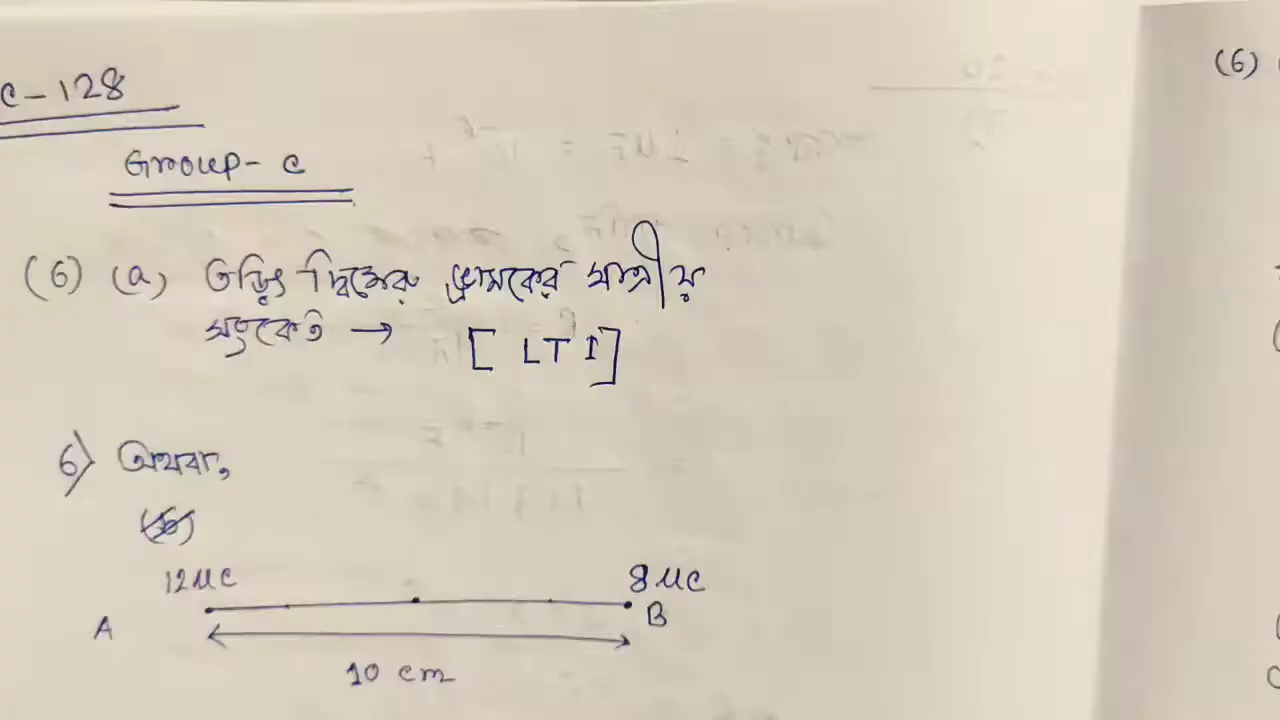 C-128
Group- C
(6) (a) তড়িৎ দ্বিমেরু ভ্রামকের মাত্রীয়
সংকেত → [LTI]
6) অথবা,
12μC 8μC
A B
10 cm
(6)